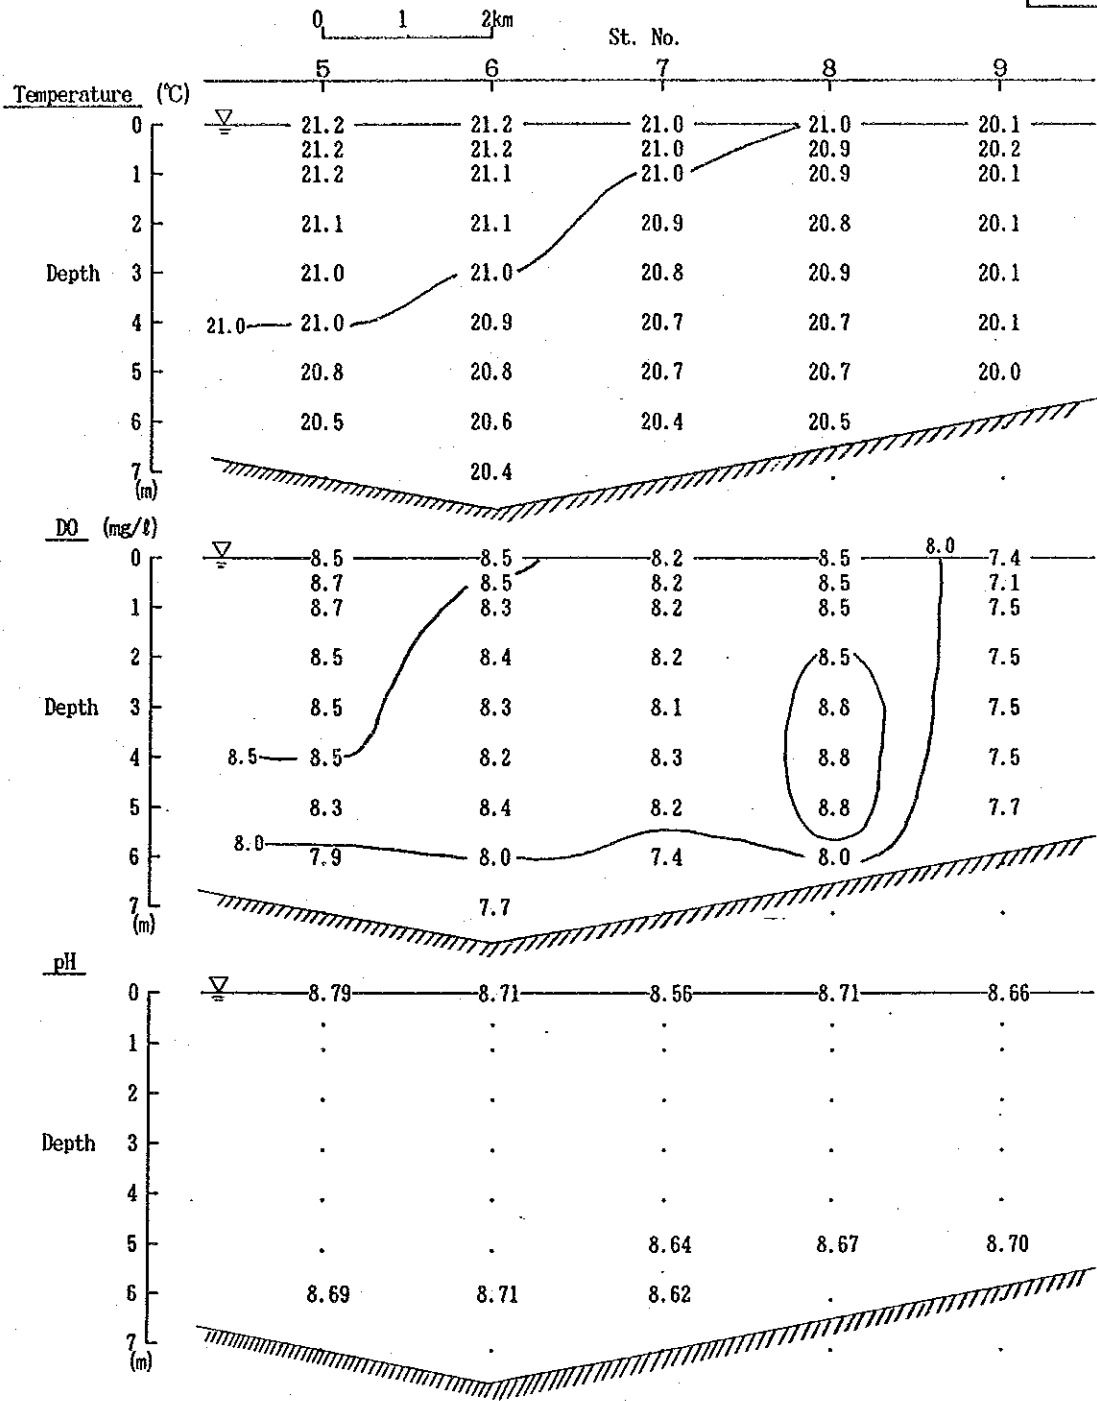 0 1 2km
St. No.
5 6 7 8 9
Temperature (℃)
0 21.2 21.2 21.0 21.0 20.1
21.2 21.2 21.0 20.9 20.2
1 21.2 21.1 21.0 20.9 20.1
2 21.1 21.1 20.9 20.8 20.1
Depth 3 21.0 21.0 20.8 20.9 20.1
4 21.0 21.0 20.9 20.7 20.7 20.1
5 20.8 20.8 20.7 20.7 20.0
6 20.5 20.6 20.4 20.5
7 20.4
(m)
DO (mg/ℓ)
8.0
0 8.5 8.5 8.2 8.5 7.4
8.7 8.5 8.2 8.5 7.1
1 8.7 8.3 8.2 8.5 7.5
2 8.5 8.4 8.2 8.5 7.5
Depth 3 8.5 8.3 8.1 8.8 7.5
4 8.5 8.5 8.2 8.3 8.8 7.5
5 8.3 8.4 8.2 8.8 7.7
8.0
6 7.9 8.0 7.4 8.0
7 7.7
(m)
pH
0 8.79 8.71 8.56 8.71 8.66
1
2
Depth 3
4
5 8.64 8.67 8.70
6 8.69 8.71 8.62
7
(m)